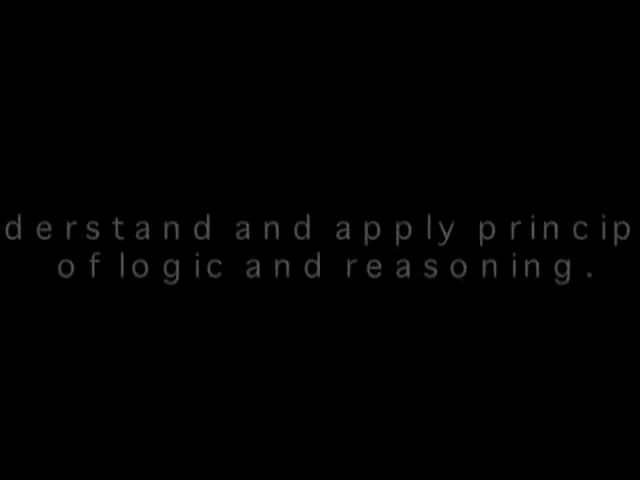 derstand and apply princip
of logic and reasoning.